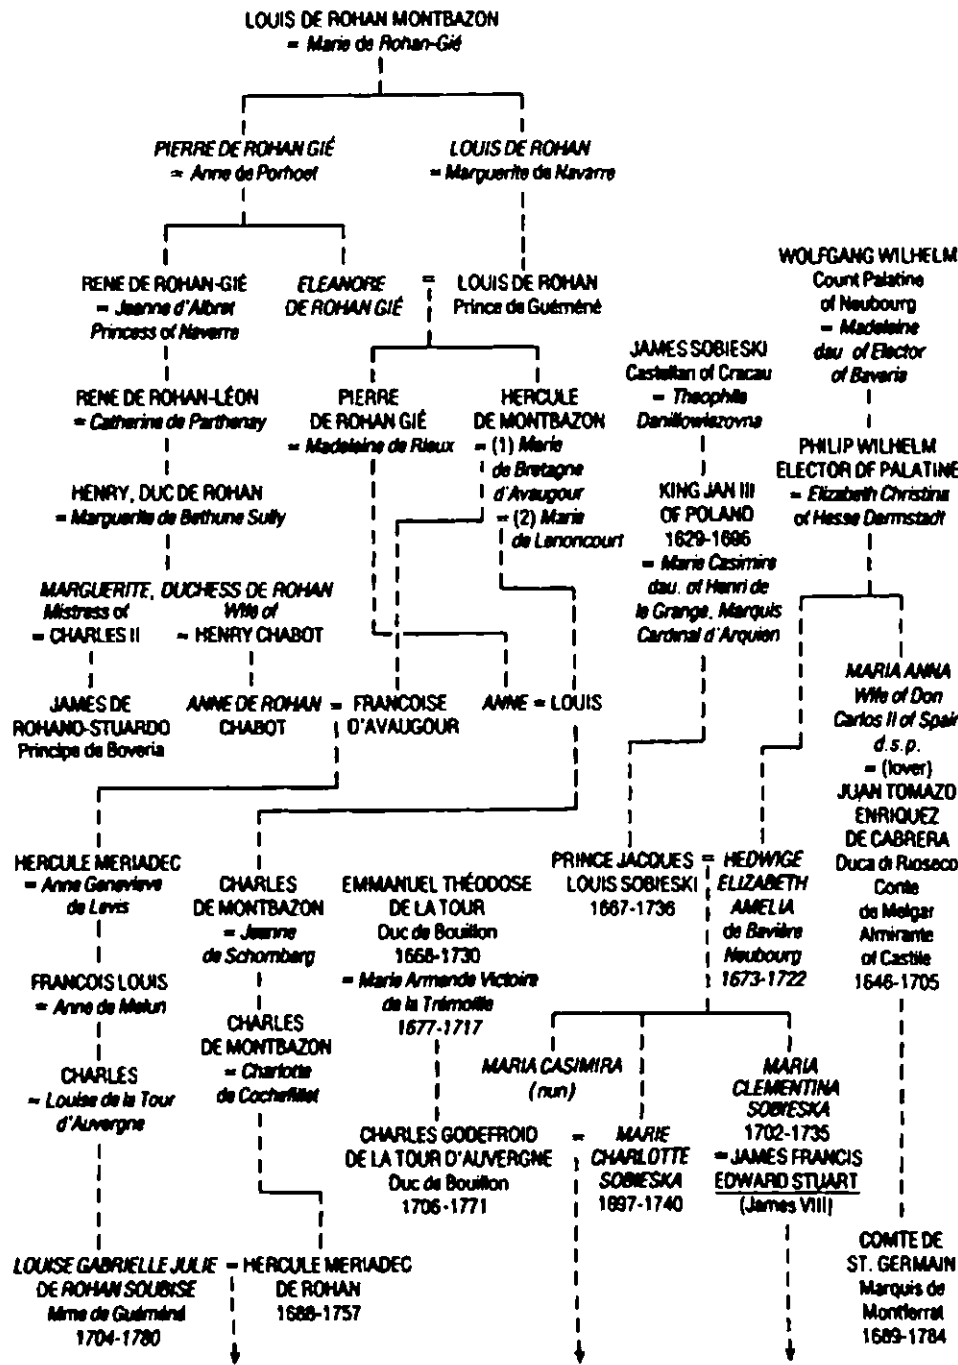 LOUIS DE ROHAN MONTBAZON
= Marie de Rohan-Gié
PIERRE DE ROHAN GIÉ
= Anne de Porhoet
LOUIS DE ROHAN
= Marguerite de Navarre
RENE DE ROHAN-GIÉ
= Jeanne d'Albret
Princess of Naverre
ELEANORE
DE ROHAN GIÉ
=
LOUIS DE ROHAN
Prince de Guéméné
WOLFGANG WILHELM
Count Palatine
of Neubourg
= Madeleine
dau of Elector
of Bavaria
JAMES SOBIESKI
Castellan of Cracau
= Theophila
Danillowiezovna
RENE DE ROHAN-LÉON
= Catherine de Parthenay
PIERRE
DE ROHAN GIÉ
= Madeleine de Rieux
HERCULE
DE MONTBAZON
= (1) Marie
de Bretagne
d'Avaugour
= (2) Marie
de Lenoncourt
PHILIP WILHELM
ELECTOR OF PALATINE
= Elizabeth Christina
of Hesse Dermstadt
HENRY, DUC DE ROHAN
= Marguerite de Bethune Sully
KING JAN III
OF POLAND
1629-1696
= Marie Casimire
dau. of Henri de
le Grange, Marquis
Cardinal d'Arquien
MARGUERITE, DUCHESS DE ROHAN
Mistress of
= CHARLES II
Wife of
= HENRY CHABOT
JAMES DE
ROHANO-STUARDO
Principe de Boveria
ANNE DE ROHAN
CHABOT
=
FRANCOISE
D'AVAUGOUR
ANNE = LOUIS
MARIA ANNA
Wife of Don
Carlos II of Spain
d.s.p.
= (lover)
JUAN TOMAZO
ENRIQUEZ
DE CABRERA
Duca di Rioseco
Conte
de Melgar
Almirante
of Castile
1646-1705
HERCULE MERIADEC
= Anne Genevieve
de Levis
CHARLES
DE MONTBAZON
= Jeanne
de Schomberg
EMMANUEL THÉODOSE
DE LA TOUR
Duc de Bouillon
1668-1730
= Marie Armande Victoire
de la Trémoille
1677-1717
PRINCE JACQUES
LOUIS SOBIESKI
1667-1736
=
HEDWIGE
ELIZABETH
AMELIA
de Bavière
Neubourg
1673-1722
FRANCOIS LOUIS
= Anne de Melun
CHARLES
DE MONTBAZON
= Charlotte
de Cochefillet
CHARLES
= Louise de la Tour
d'Auvergne
MARIA CASIMIRA
(nun)
MARIA
CLEMENTINA
SOBIESKA
1702-1735
= JAMES FRANCIS
EDWARD STUART
(James VIII)
CHARLES GODEFROID
DE LA TOUR D'AUVERGNE
Duc de Bouillon
1706-1771
=
MARIE
CHARLOTTE
SOBIESKA
1697-1740
LOUISE GABRIELLE JULIE
DE ROHAN SOUBISE
Mme de Guéméné
1704-1780
=
HERCULE MERIADEC
DE ROHAN
1688-1757
COMTE DE
ST. GERMAIN
Marquis de
Montferrat
1689-1784